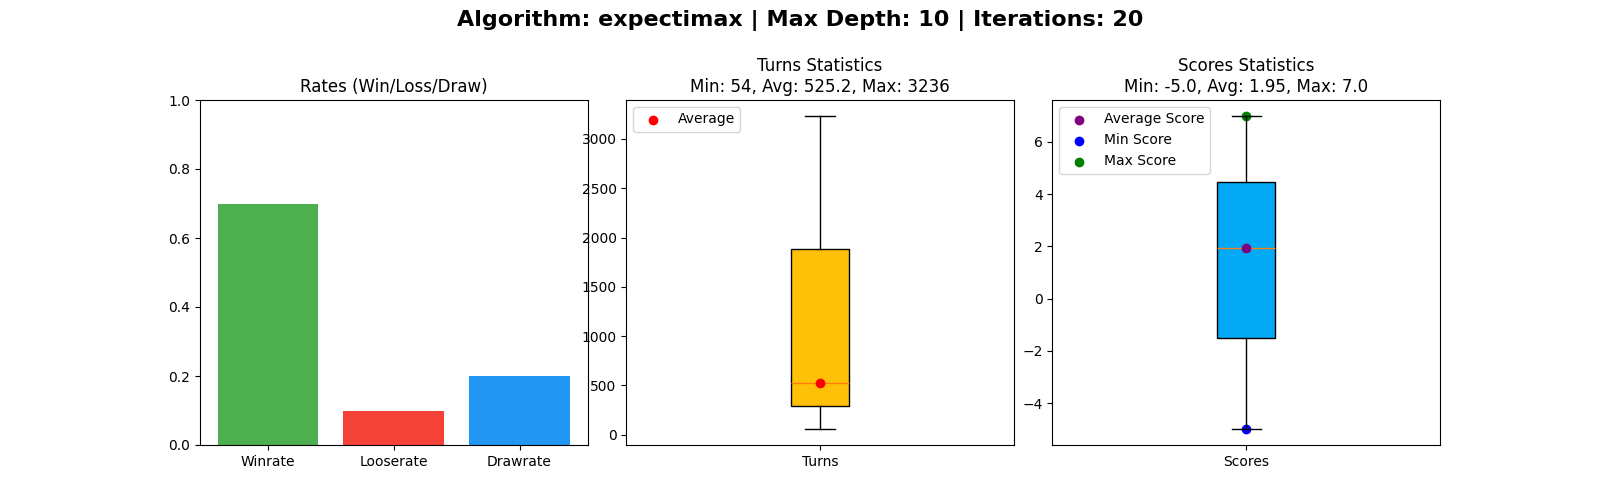 Algorithm: expectimax | Max Depth: 10 | Iterations: 20
Rates (Win/Loss/Draw)
1.0
0.8
0.6
0.4
0.2
0.0
Winrate
Looserate
Drawrate
Turns Statistics
Min: 54, Avg: 525.2, Max: 3236
Average
3000
2500
2000
1500
1000
500
0
Turns
Scores Statistics
Min: -5.0, Avg: 1.95, Max: 7.0
Average Score
Min Score
Max Score
6
4
2
0
−2
−4
Scores